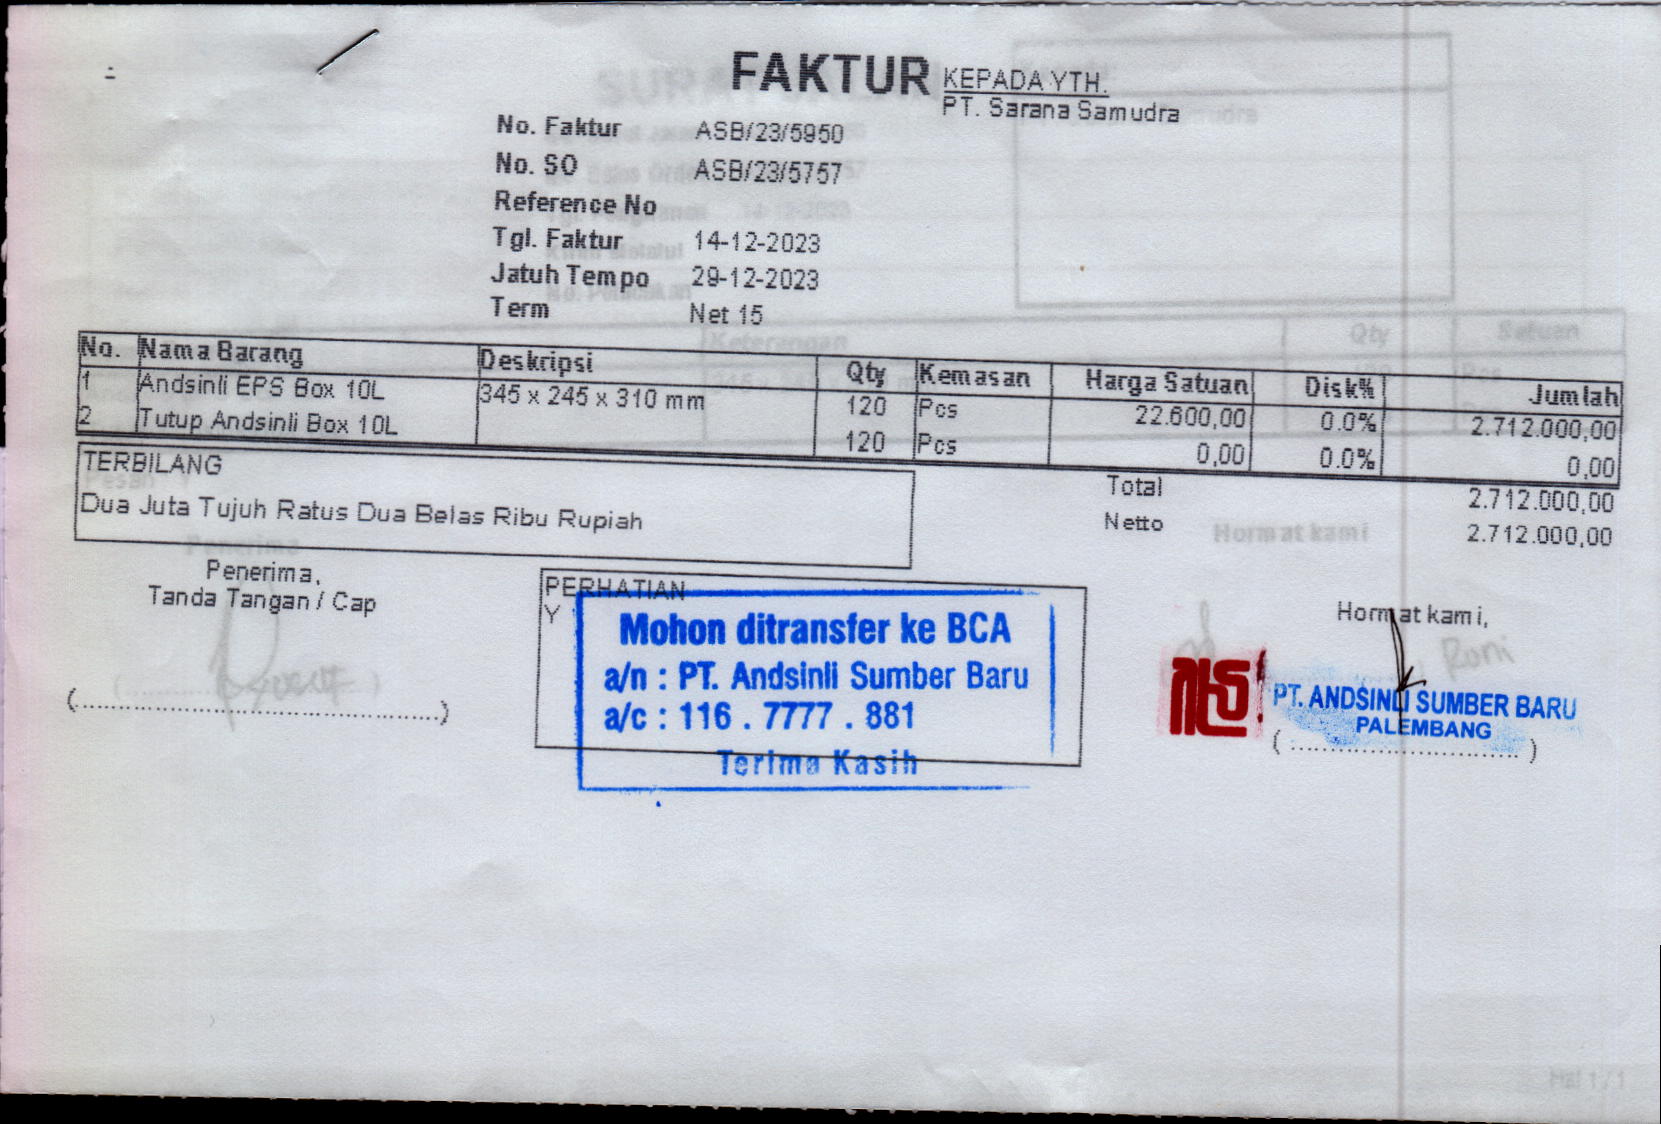 FAKTUR
KEPADA YTH.
PT. Sarana Samudra
No. Faktur ASB/23/5950
No. SO ASB/23/5757
Reference No
Tgl. Faktur 14-12-2023
Jatuh Tempo 29-12-2023
Term Net 15
No. Nama Barang Deskripsi Qty Kemasan Harga Satuan Disk% Jumlah
1 Andsinli EPS Box 10L 345 x 245 x 310 mm 120 Pcs 22.600,00 0.0% 2.712.000,00
2 Tutup Andsinli Box 10L 120 Pcs 0,00 0.0% 0,00
TERBILANG
Dua Juta Tujuh Ratus Dua Belas Ribu Rupiah
Total 2.712.000,00
Netto 2.712.000,00
Penerima,
Tanda Tangan / Cap
(............................................................)
PERHATIAN
Y
Mohon ditransfer ke BCA
a/n : PT. Andsinli Sumber Baru
a/c : 116 . 7777 . 881
Terima Kasih
Hormat kami,
PT. ANDSINLI SUMBER BARU
PALEMBANG
(......................................)